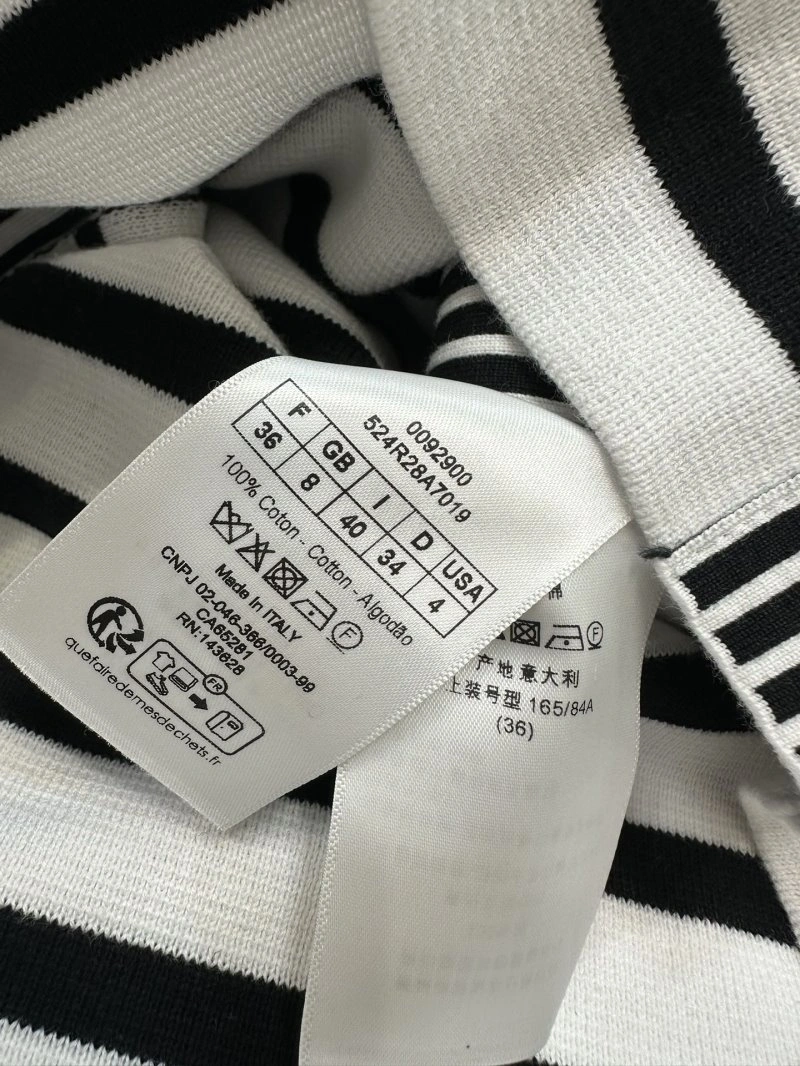 0092900
524R28A7019
F GB I D USA
36 8 40 34 4
100% Coton - Cotton - Algodão
F
Made In ITALY
CNPJ 02-046-366/0003-99
CA65281
RN:143628
FR
quefairedemesdechets.fr
棉
F
产地意大利
上装号型 165/84A
(36)